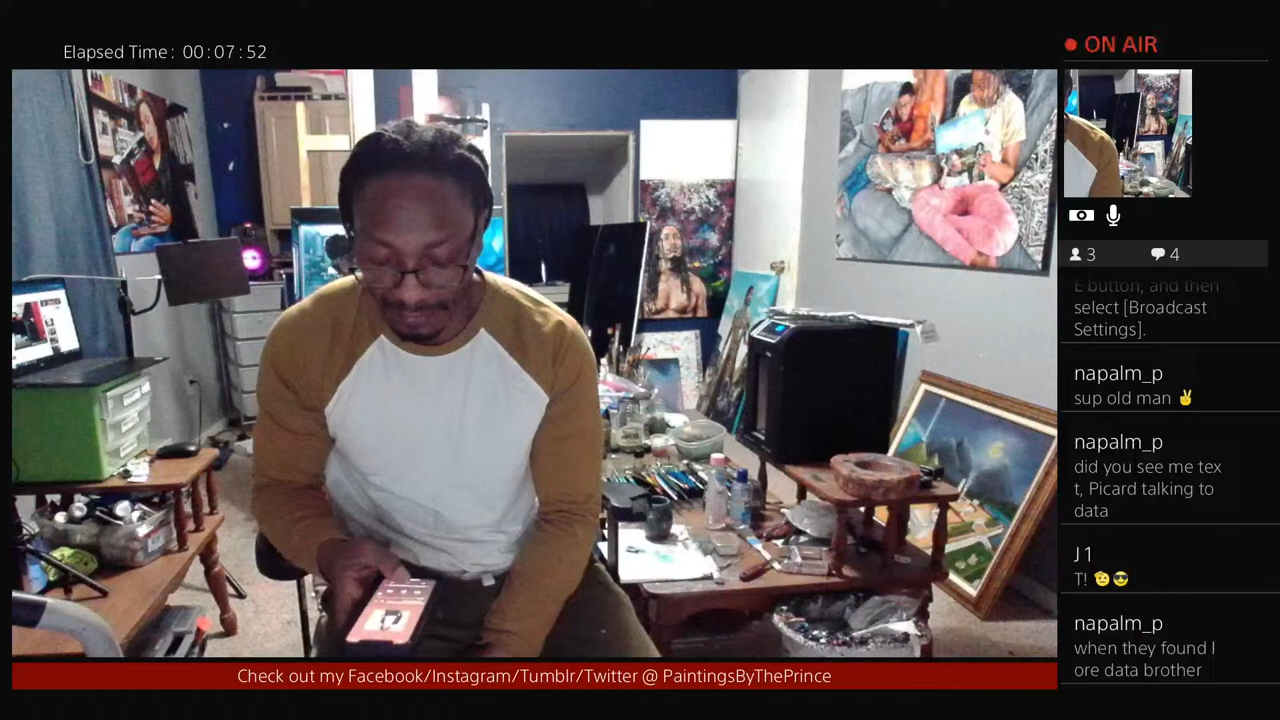 Elapsed Time: 00:07:52
ON AIR
3
4
E button, and then
select [Broadcast
Settings].
napalm_p
sup old man ✌
napalm_p
did you see me tex
t, Picard talking to
data
J1
T! 🫡😎
napalm_p
when they found l
ore data brother
Check out my Facebook/Instagram/Tumblr/Twitter @ PaintingsByThePrince